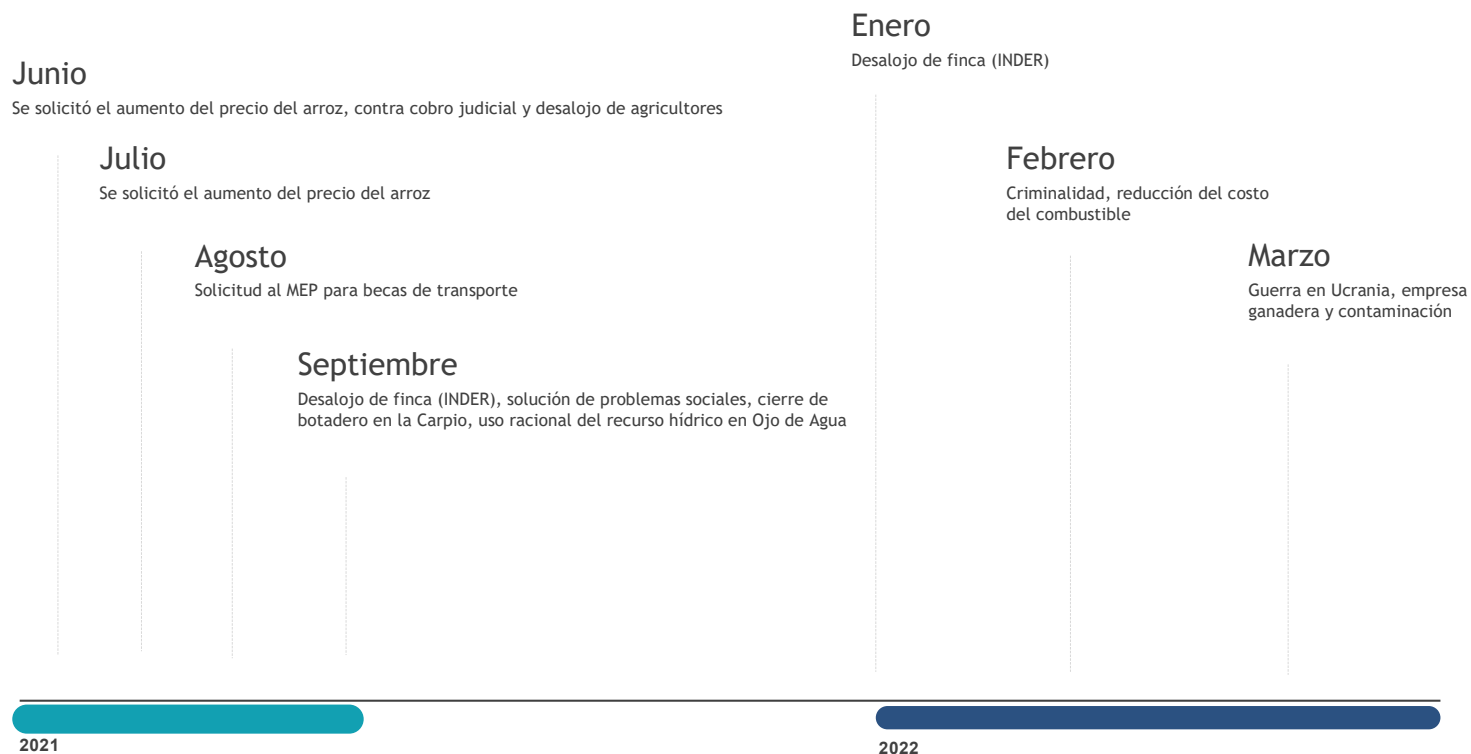 Junio
Se solicitó el aumento del precio del arroz, contra cobro judicial y desalojo de agricultores
Julio
Se solicitó el aumento del precio del arroz
Agosto
Solicitud al MEP para becas de transporte
Septiembre
Desalojo de finca (INDER), solución de problemas sociales, cierre de
botadero en la Carpio, uso racional del recurso hídrico en Ojo de Agua
Enero
Desalojo de finca (INDER)
Febrero
Criminalidad, reducción del costo
del combustible
Marzo
Guerra en Ucrania, empresa
ganadera y contaminación
2021
2022